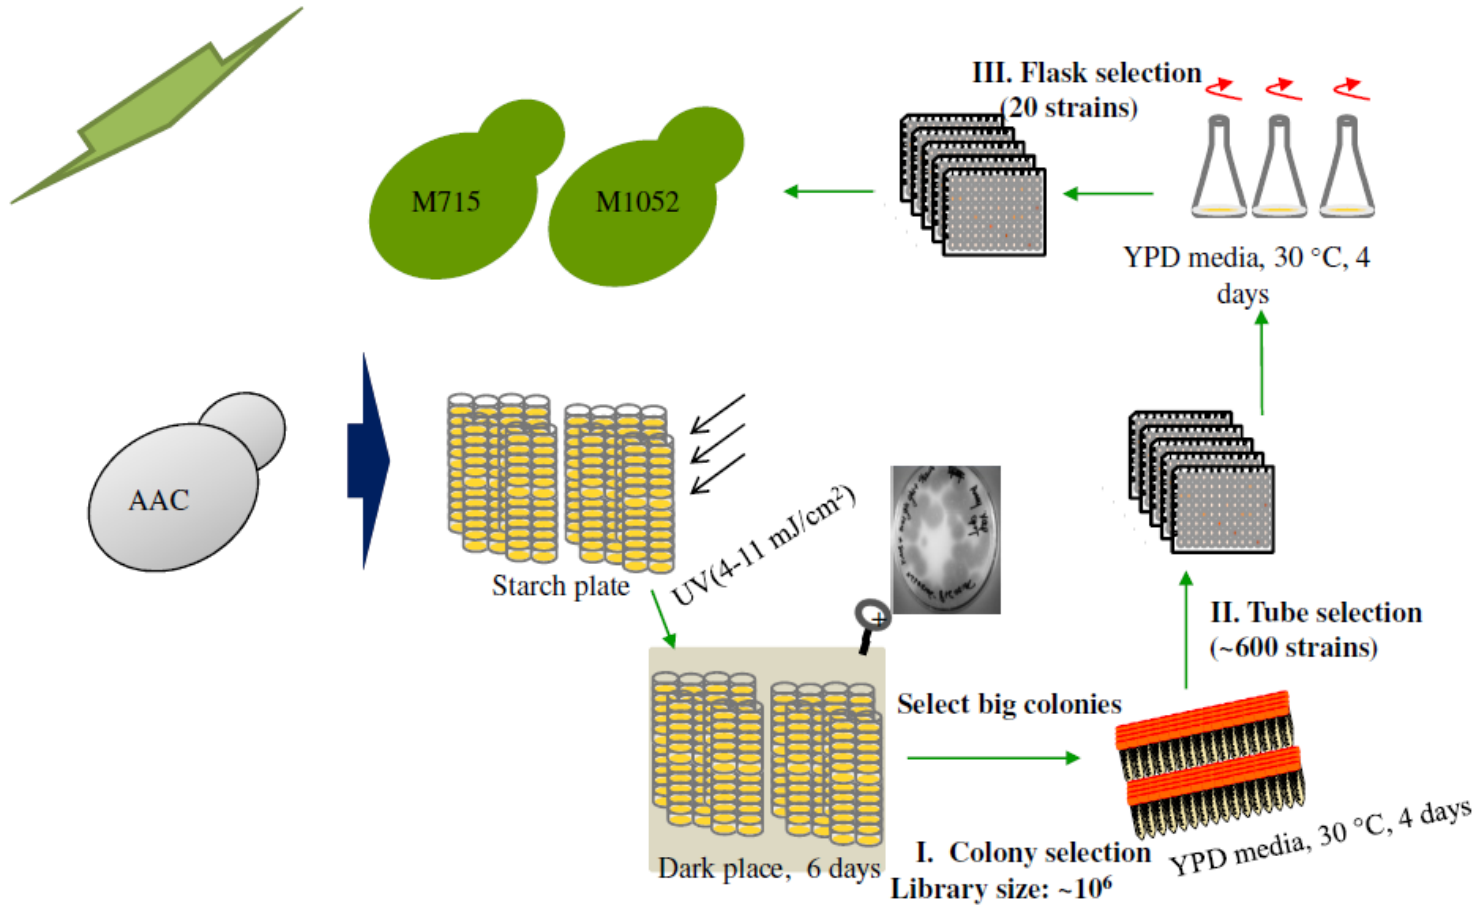 III. Flask selection
(20 strains)
M715
M1052
YPD media, 30 °C, 4
days
AAC
Starch plate
UV(4-11 mJ/cm²)
II. Tube selection
(~600 strains)
Select big colonies
Dark place, 6 days
I. Colony selection
Library size: ~10⁶
YPD media, 30 °C, 4 days